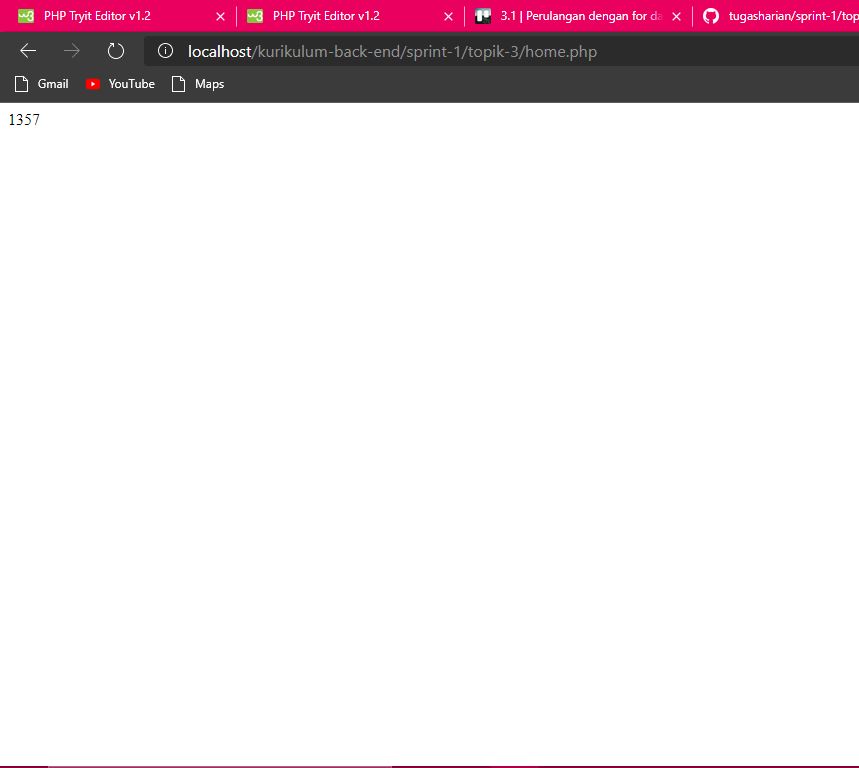 PHP Tryit Editor v1.2
PHP Tryit Editor v1.2
3.1 | Perulangan dengan for da
tugasharian/sprint-1/top
localhost/kurikulum-back-end/sprint-1/topik-3/home.php
Gmail
YouTube
Maps
1357